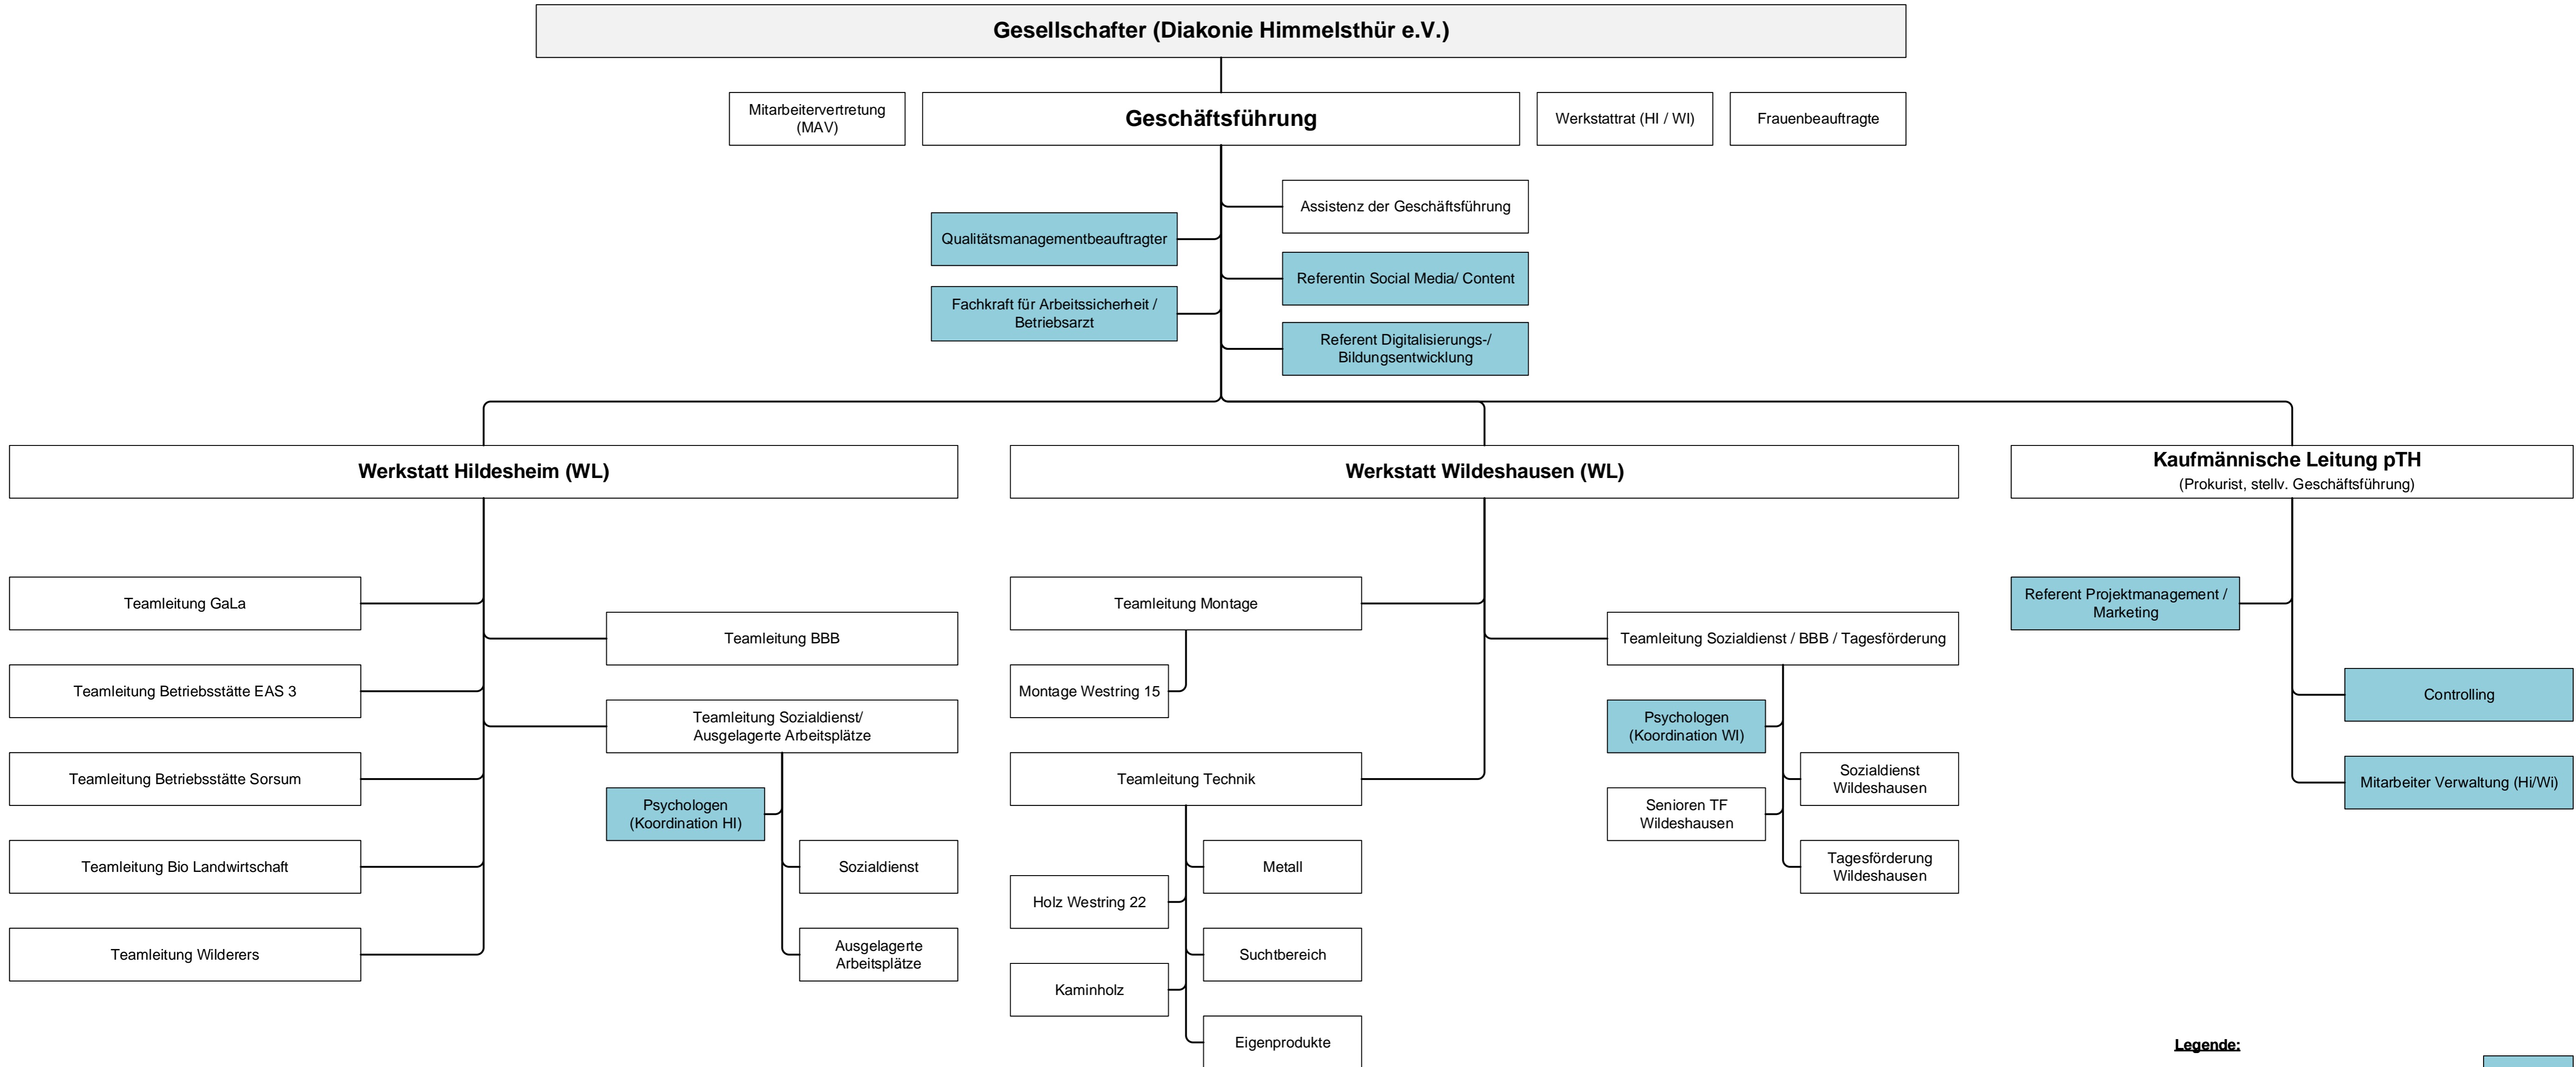 Gesellschafter (Diakonie Himmelsthür e.V.)
Mitarbeitervertretung
(MAV)
Geschäftsführung
Werkstattrat (HI / WI)
Frauenbeauftragte
Assistenz der Geschäftsführung
Qualitätsmanagementbeauftragter
Referentin Social Media/ Content
Fachkraft für Arbeitssicherheit /
Betriebsarzt
Referent Digitalisierungs-/
Bildungsentwicklung
Werkstatt Hildesheim (WL)
Teamleitung GaLa
Teamleitung BBB
Teamleitung Betriebsstätte EAS 3
Teamleitung Sozialdienst/
Ausgelagerte Arbeitsplätze
Teamleitung Betriebsstätte Sorsum
Psychologen
(Koordination HI)
Teamleitung Bio Landwirtschaft
Sozialdienst
Teamleitung Wilderers
Ausgelagerte
Arbeitsplätze
Werkstatt Wildeshausen (WL)
Teamleitung Montage
Teamleitung Sozialdienst / BBB / Tagesförderung
Montage Westring 15
Psychologen
(Koordination WI)
Teamleitung Technik
Sozialdienst
Wildeshausen
Senioren TF
Wildeshausen
Metall
Tagesförderung
Wildeshausen
Holz Westring 22
Suchtbereich
Kaminholz
Eigenprodukte
Kaufmännische Leitung pTH
(Prokurist, stellv. Geschäftsführung)
Referent Projektmanagement /
Marketing
Controlling
Mitarbeiter Verwaltung (Hi/Wi)
Legende: